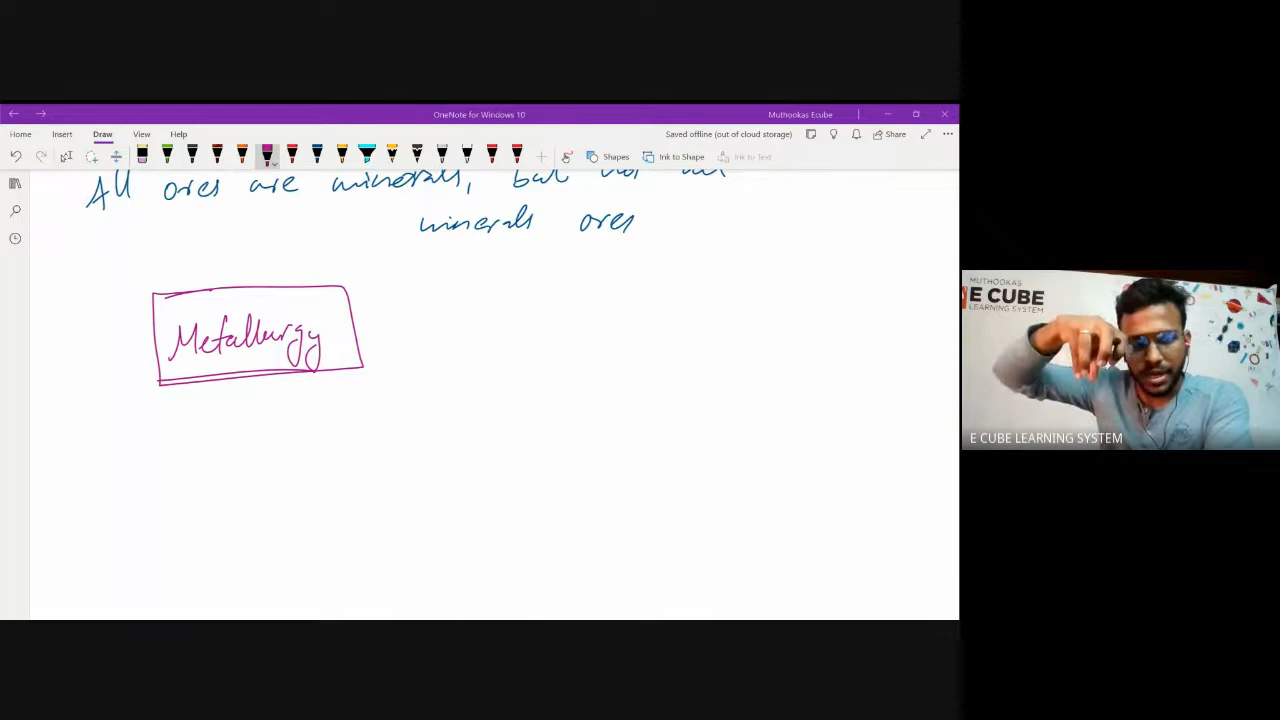 OneNote for Windows 10
Muthookas Ecube
Home Insert Draw View Help
Saved offline (out of cloud storage)
Share
Shapes
Ink to Shape
Ink to Text
All ores are minerals, but not all
minerals ores
Metallurgy
MUTHOOKAS
E CUBE
LEARNING SYSTEM
E CUBE LEARNING SYSTEM